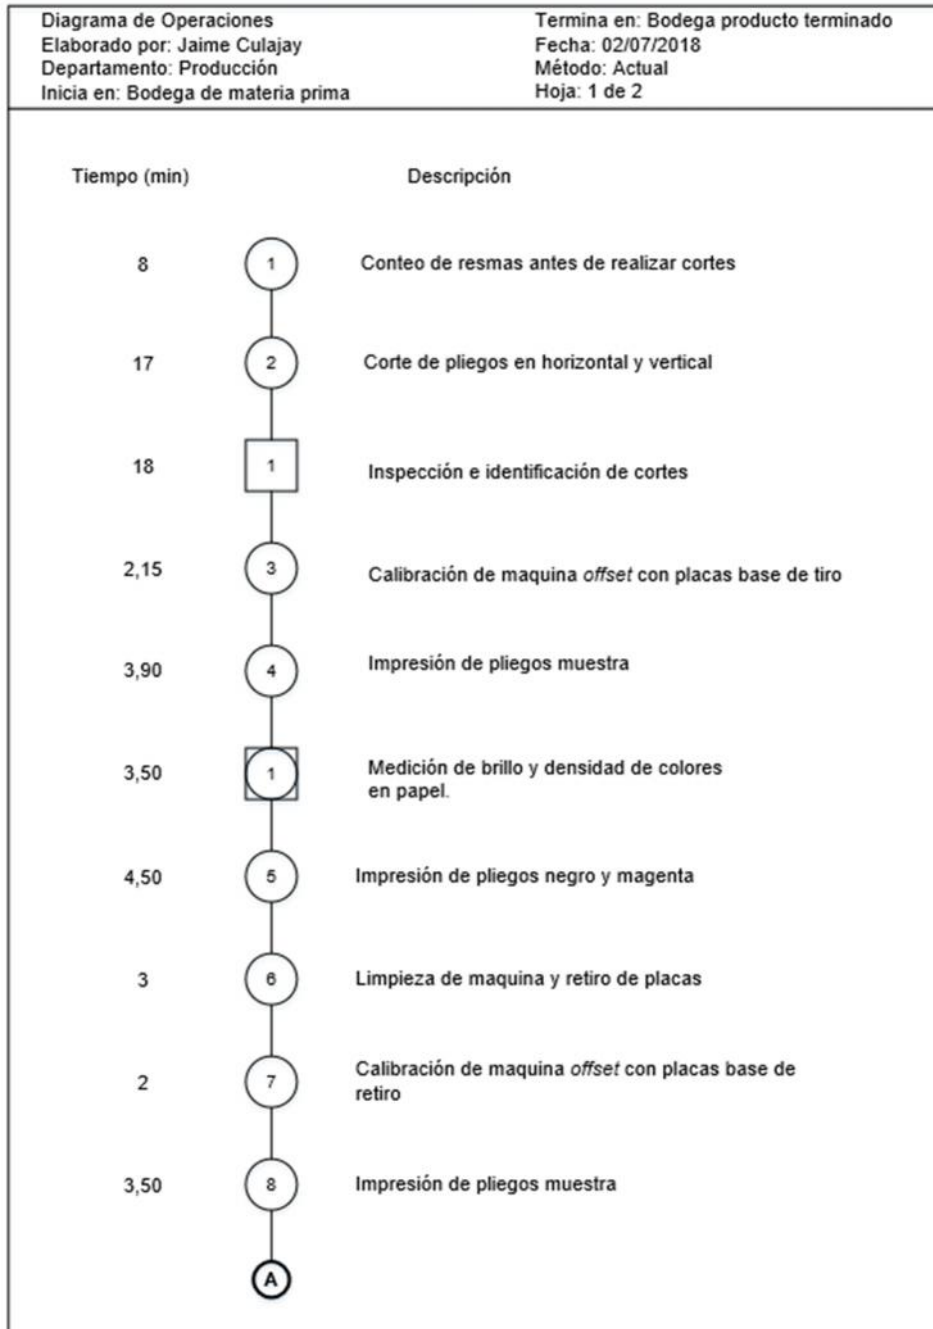 Diagrama de Operaciones
Elaborado por: Jaime Culajay
Departamento: Producción
Inicia en: Bodega de materia prima
Termina en: Bodega producto terminado
Fecha: 02/07/2018
Método: Actual
Hoja: 1 de 2
Tiempo (min) Descripción
8 1 Conteo de resmas antes de realizar cortes
17 2 Corte de pliegos en horizontal y vertical
18 1 Inspección e identificación de cortes
2,15 3 Calibración de maquina offset con placas base de tiro
3,90 4 Impresión de pliegos muestra
3,50 1 Medición de brillo y densidad de colores
en papel.
4,50 5 Impresión de pliegos negro y magenta
3 6 Limpieza de maquina y retiro de placas
2 7 Calibración de maquina offset con placas base de
retiro
3,50 8 Impresión de pliegos muestra
A